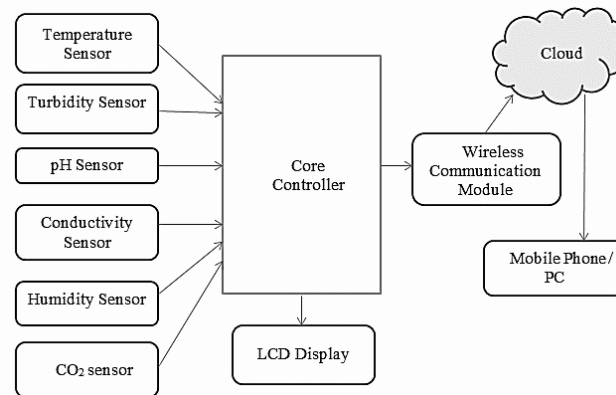 Temperature
Sensor
Turbidity Sensor
pH Sensor
Conductivity
Sensor
Humidity Sensor
CO₂ sensor
Core
Controller
LCD Display
Wireless
Communication
Module
Cloud
Mobile Phone /
PC